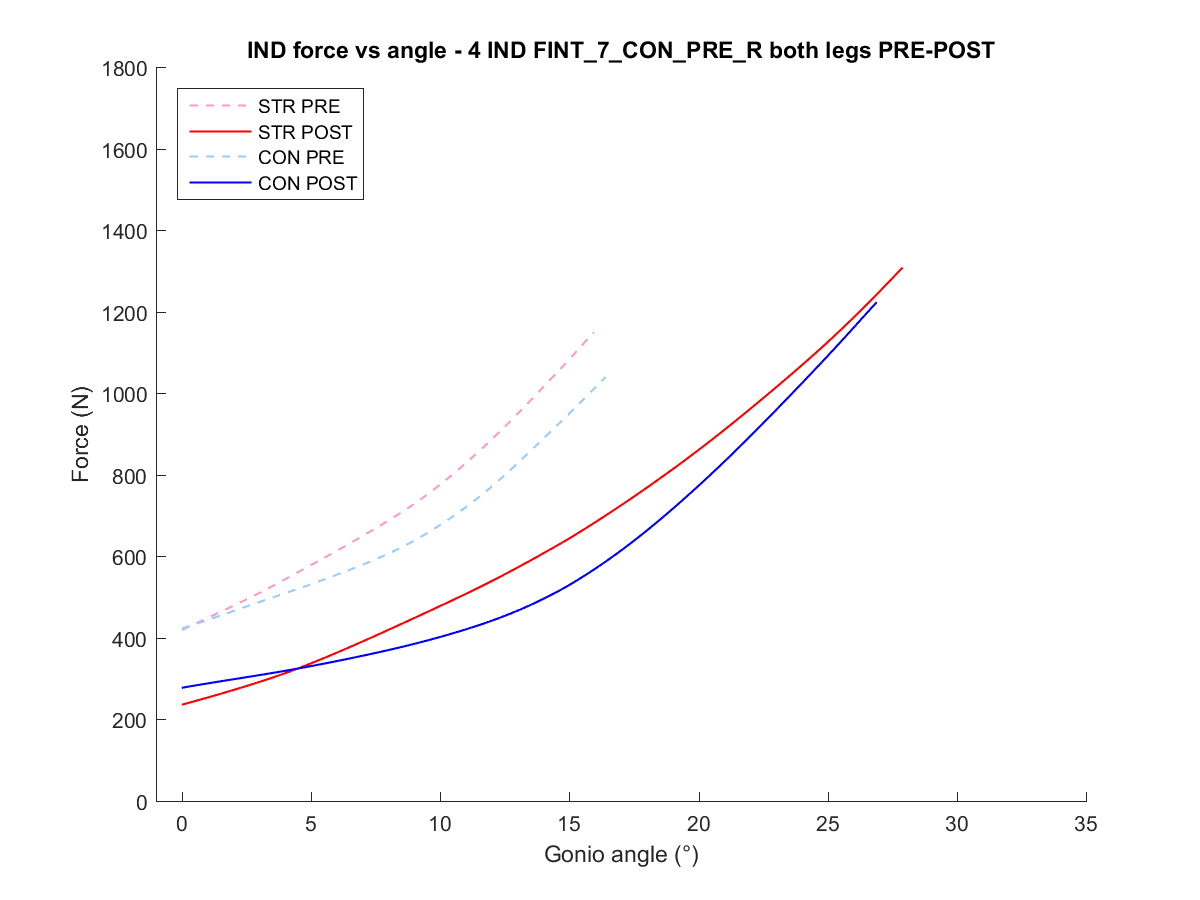 IND force vs angle - 4 IND FINT_7_CON_PRE_R both legs PRE-POST
1800
1600
1400
1200
1000
800
600
400
200
0
Force (N)
STR PRE
STR POST
CON PRE
CON POST
0 5 10 15 20 25 30 35
Gonio angle (°)